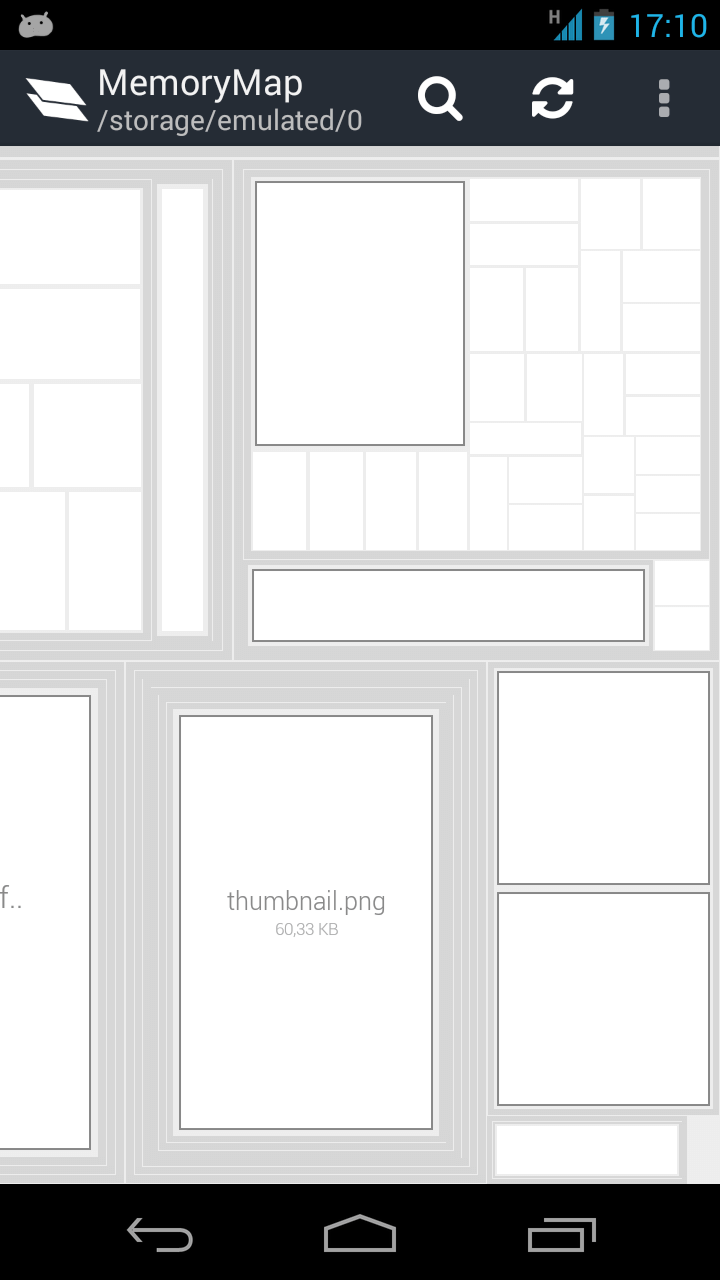 H
17:10
MemoryMap
/storage/emulated/0
f..
thumbnail.png
60,33 KB